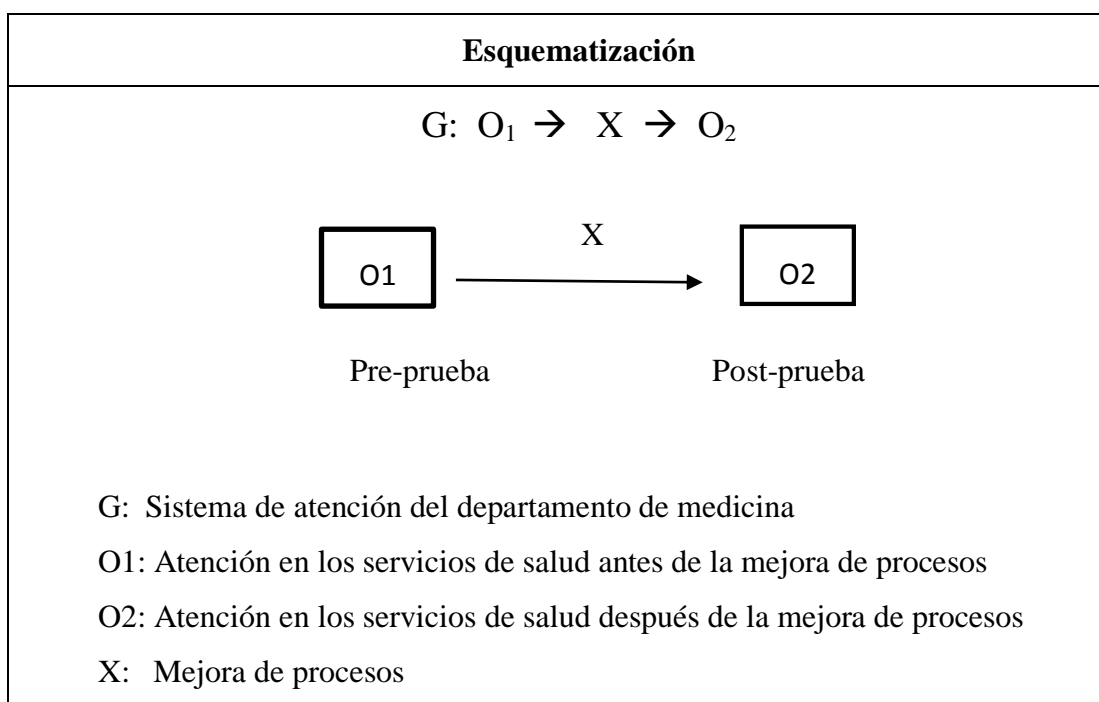 Esquematización
G: O₁ → X → O₂
X
O1
O2
Pre-prueba
Post-prueba
G: Sistema de atención del departamento de medicina
O1: Atención en los servicios de salud antes de la mejora de procesos
O2: Atención en los servicios de salud después de la mejora de procesos
X: Mejora de procesos